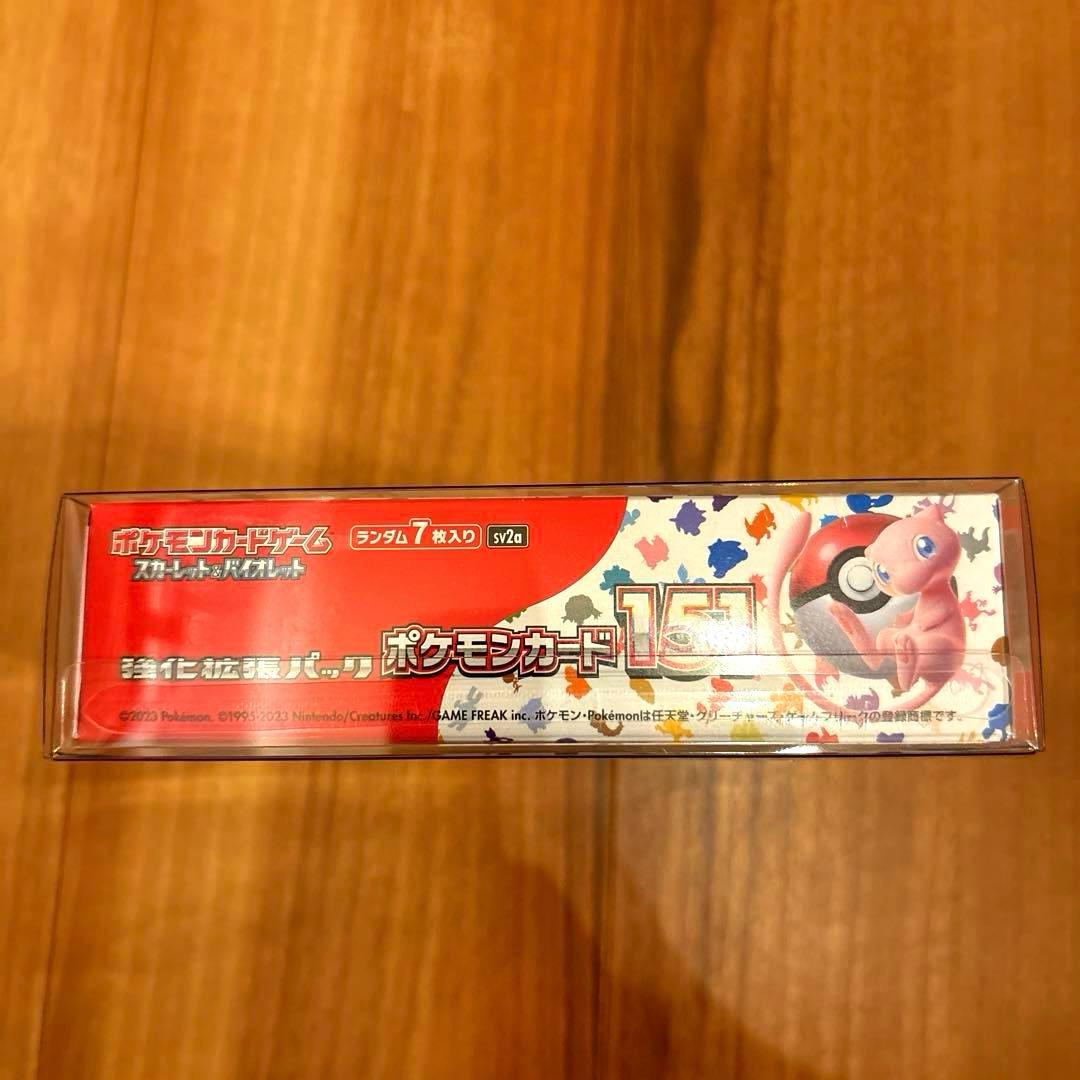 ポケモンカードゲーム
スカーレット&バイオレット
ランダム7枚入り
sv2a
強化拡張パック ポケモンカード151
©2023 Pokémon. ©1995-2023 Nintendo/Creatures Inc./GAME FREAK inc. ポケモン・Pokémonは任天堂・クリーチャーズ・ゲームフリークの登録商標です。